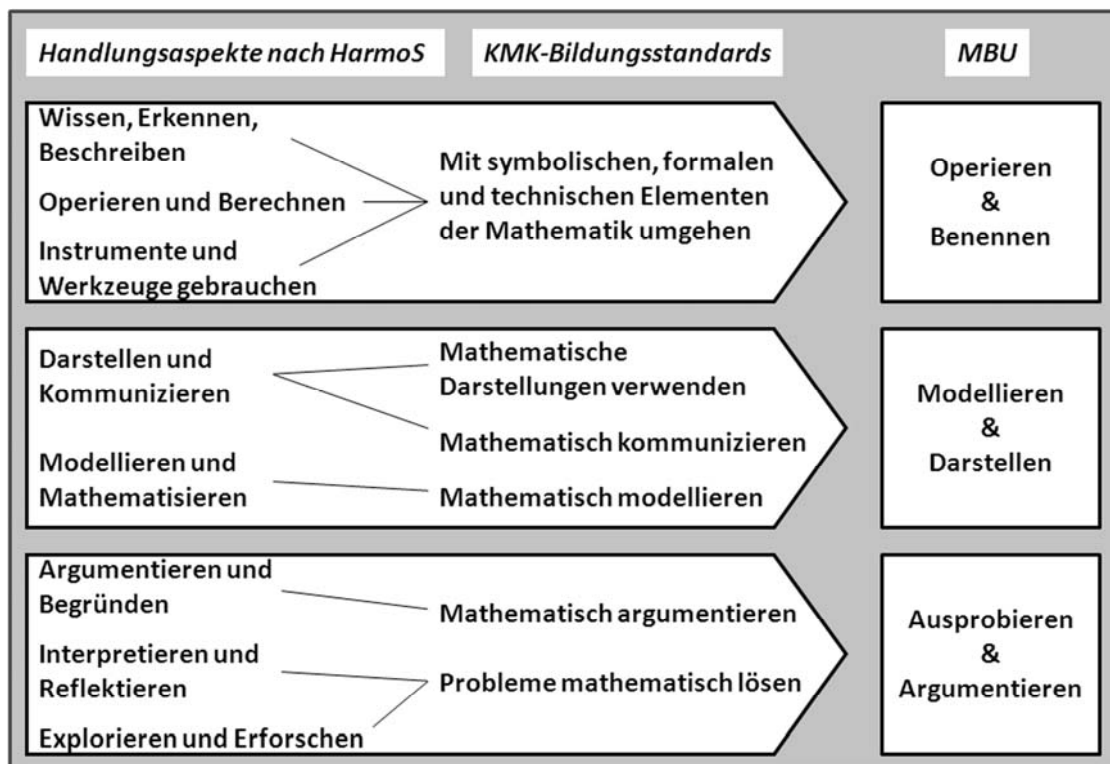 Handlungsaspekte nach HarmoS
KMK-Bildungsstandards
MBU
Wissen, Erkennen,
Beschreiben
Operieren und Berechnen
Instrumente und
Werkzeuge gebrauchen
Mit symbolischen, formalen
und technischen Elementen
der Mathematik umgehen
Operieren
&
Benennen
Darstellen und
Kommunizieren
Modellieren und
Mathematisieren
Mathematische
Darstellungen verwenden
Mathematisch kommunizieren
Mathematisch modellieren
Modellieren
&
Darstellen
Argumentieren und
Begründen
Interpretieren und
Reflektieren
Explorieren und Erforschen
Mathematisch argumentieren
Probleme mathematisch lösen
Ausprobieren
&
Argumentieren